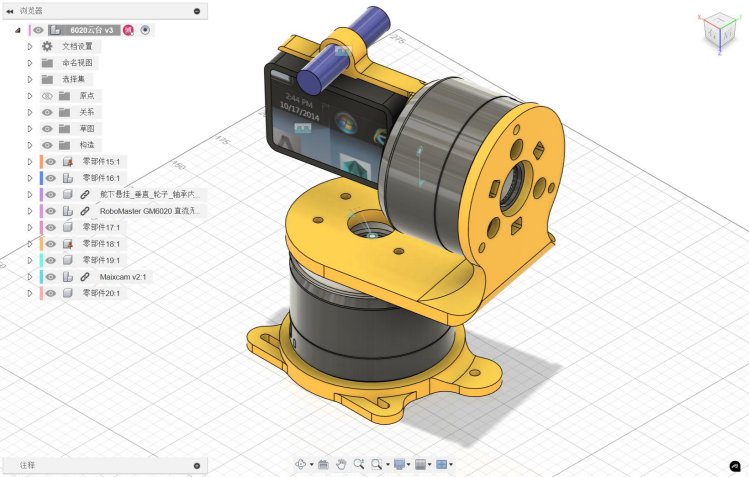 浏览器
6020云台 v3
文档设置
命名视图
选择集
原点
关系
草图
构造
零部件15:1
零部件16:1
舵下悬挂_垂直_轮子_轴承内...
RoboMaster GM6020 直流无...
零部件17:1
零部件18:1
零部件19:1
Maixcam v2:1
零部件20:1
注释
275
175
150
2:44 PM
10/17/2014